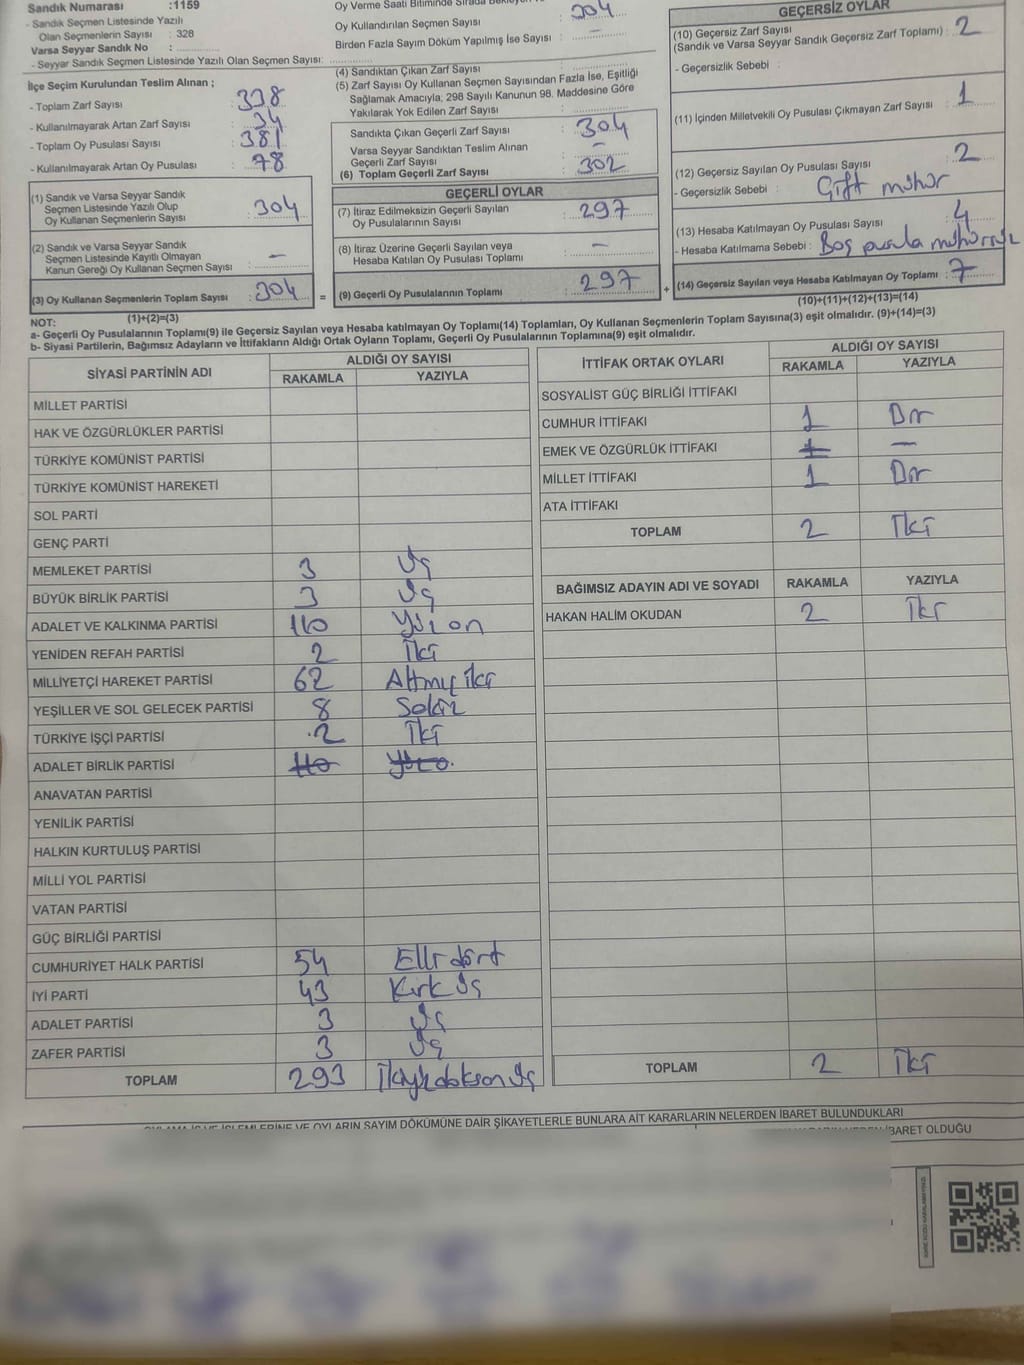 Sandık Numarası :1159
- Sandık Seçmen Listesinde Yazılı
Olan Seçmenlerin Sayısı : 328
Varsa Seyyar Sandık No :
- Seyyar Sandık Seçmen Listesinde Yazılı Olan Seçmen Sayısı:
İlçe Seçim Kurulundan Teslim Alınan ;
- Toplam Zarf Sayısı : 338
- Kullanılmayarak Artan Zarf Sayısı : 34
- Toplam Oy Pusulası Sayısı : 381
- Kullanılmayarak Artan Oy Pusulası : 78
(1) Sandık ve Varsa Seyyar Sandık
Seçmen Listesinde Yazılı Olup
Oy Kullanan Seçmenlerin Sayısı : 304
(2) Sandık ve Varsa Seyyar Sandık
Seçmen Listesinde Kayıtlı Olmayan
Kanun Gereği Oy Kullanan Seçmen Sayısı : -
(3) Oy Kullanan Seçmenlerin Toplam Sayısı : 304
(1)+(2)=(3)
Oy Verme Saati Bitiminde Sırada
Oy Kullandırılan Seçmen Sayısı : 304
Birden Fazla Sayım Döküm Yapılmış İse Sayısı : -
(4) Sandıktan Çıkan Zarf Sayısı :
(5) Zarf Sayısı Oy Kullanan Seçmen Sayısından Fazla İse, Eşitliği
Sağlamak Amacıyla, 298 Sayılı Kanunun 98. Maddesine Göre
Yakılarak Yok Edilen Zarf Sayısı :
Sandıkta Çıkan Geçerli Zarf Sayısı : 304
Varsa Seyyar Sandıktan Teslim Alınan
Geçerli Zarf Sayısı : -
(6) Toplam Geçerli Zarf Sayısı : 302
GEÇERLİ OYLAR
(7) İtiraz Edilmeksizin Geçerli Sayılan
Oy Pusulalarının Sayısı : 297
(8) İtiraz Üzerine Geçerli Sayılan veya
Hesaba Katılan Oy Pusulası Toplamı : -
= (9) Geçerli Oy Pusulalarının Toplamı : 297 +
GEÇERSİZ OYLAR
(10) Geçersiz Zarf Sayısı
(Sandık ve Varsa Seyyar Sandık Geçersiz Zarf Toplamı) : 2
- Geçersizlik Sebebi :
(11) İçinden Milletvekili Oy Pusulası Çıkmayan Zarf Sayısı : 1
(12) Geçersiz Sayılan Oy Pusulası Sayısı : 2
- Geçersizlik Sebebi : Çift mühür
(13) Hesaba Katılmayan Oy Pusulası Sayısı : 4
- Hesaba Katılmama Sebebi : Boş pusula
(14) Geçersiz Sayılan veya Hesaba Katılmayan Oy Toplamı : 7
(10)+(11)+(12)+(13)=(14)
NOT:
a- Geçerli Oy Pusulalarının Toplamı(9) ile Geçersiz Sayılan veya Hesaba katılmayan Oy Toplamı(14) Toplamları, Oy Kullanan Seçmenlerin Toplam Sayısına(3) eşit olmalıdır. (9)+(14)=(3)
b- Siyasi Partilerin, Bağımsız Adayların ve İttifakların Aldığı Ortak Oyların Toplamı, Geçerli Oy Pusulalarının Toplamına(9) eşit olmalıdır.
SİYASİ PARTİNİN ADI
ALDIĞI OY SAYISI
RAKAMLA YAZIYLA
MİLLET PARTİSİ
HAK VE ÖZGÜRLÜKLER PARTİSİ
TÜRKİYE KOMÜNİST PARTİSİ
TÜRKİYE KOMÜNİST HAREKETİ
SOL PARTİ
GENÇ PARTİ
MEMLEKET PARTİSİ 3 Üç
BÜYÜK BİRLİK PARTİSİ 3 Üç
ADALET VE KALKINMA PARTİSİ 110 Yüzon
YENİDEN REFAH PARTİSİ 2 İki
MİLLİYETÇİ HAREKET PARTİSİ 62 Altmış iki
YEŞİLLER VE SOL GELECEK PARTİSİ 8 Sekiz
TÜRKİYE İŞÇİ PARTİSİ 2 İki
ADALET BİRLİK PARTİSİ 110
ANAVATAN PARTİSİ
YENİLİK PARTİSİ
HALKIN KURTULUŞ PARTİSİ
MİLLİ YOL PARTİSİ
VATAN PARTİSİ
GÜÇ BİRLİĞİ PARTİSİ
CUMHURİYET HALK PARTİSİ 54 Elli dört
İYİ PARTİ 43 Kırk üç
ADALET PARTİSİ 3 Üç
ZAFER PARTİSİ 3 Üç
TOPLAM 293 İkiyüzdoksanüç
İTTİFAK ORTAK OYLARI
ALDIĞI OY SAYISI
RAKAMLA YAZIYLA
SOSYALİST GÜÇ BİRLİĞİ İTTİFAKI
CUMHUR İTTİFAKI 1 Bir
EMEK VE ÖZGÜRLÜK İTTİFAKI 1 -
MİLLET İTTİFAKI 1 Bir
ATA İTTİFAKI
TOPLAM 2 İki
BAĞIMSIZ ADAYIN ADI VE SOYADI RAKAMLA YAZIYLA
HAKAN HALİM OKUDAN 2 İki
TOPLAM 2 İki
OYLARIN SAYIM DÖKÜMÜNE DAİR ŞİKAYETLERLE BUNLARA AİT KARARLARIN NELERDEN İBARET BULUNDUKLARI
İBARET OLDUĞU